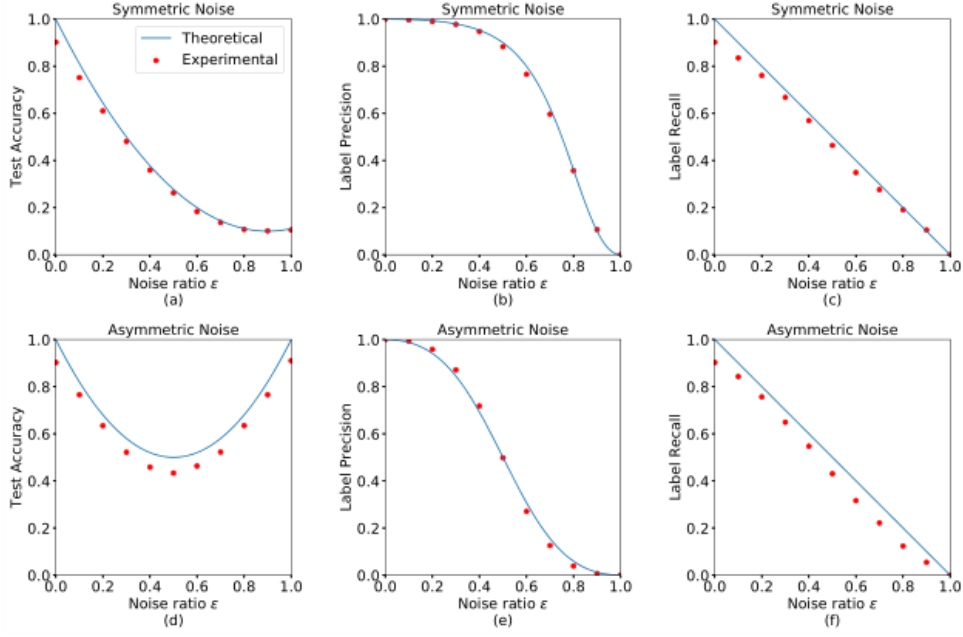 Symmetric Noise
Test Accuracy
1.0
0.8
0.6
0.4
0.2
0.0
Theoretical
Experimental
0.0 0.2 0.4 0.6 0.8 1.0
Noise ratio ε
(a)
Symmetric Noise
Label Precision
1.0
0.8
0.6
0.4
0.2
0.0
0.0 0.2 0.4 0.6 0.8 1.0
Noise ratio ε
(b)
Symmetric Noise
Label Recall
1.0
0.8
0.6
0.4
0.2
0.0
0.0 0.2 0.4 0.6 0.8 1.0
Noise ratio ε
(c)
Asymmetric Noise
Test Accuracy
1.0
0.8
0.6
0.4
0.2
0.0
0.0 0.2 0.4 0.6 0.8 1.0
Noise ratio ε
(d)
Asymmetric Noise
Label Precision
1.0
0.8
0.6
0.4
0.2
0.0
0.0 0.2 0.4 0.6 0.8 1.0
Noise ratio ε
(e)
Asymmetric Noise
Label Recall
1.0
0.8
0.6
0.4
0.2
0.0
0.0 0.2 0.4 0.6 0.8 1.0
Noise ratio ε
(f)